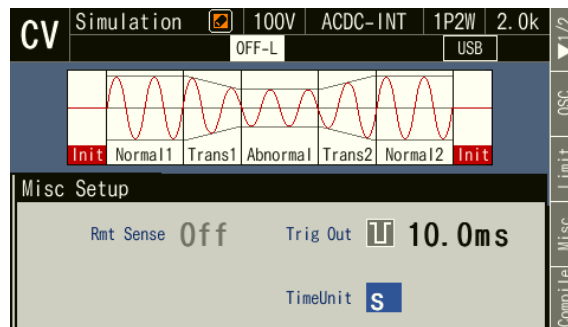 CV Simulation 100V ACDC-INT 1P2W 2.0k
OFF-L USB
▼1/2
OSC
Init Normal1 Trans1 Abnormal Trans2 Normal2 Init
Limit
Misc Setup
Misc
Rmt Sense Off Trig Out 10.0ms
TimeUnit s
Compile